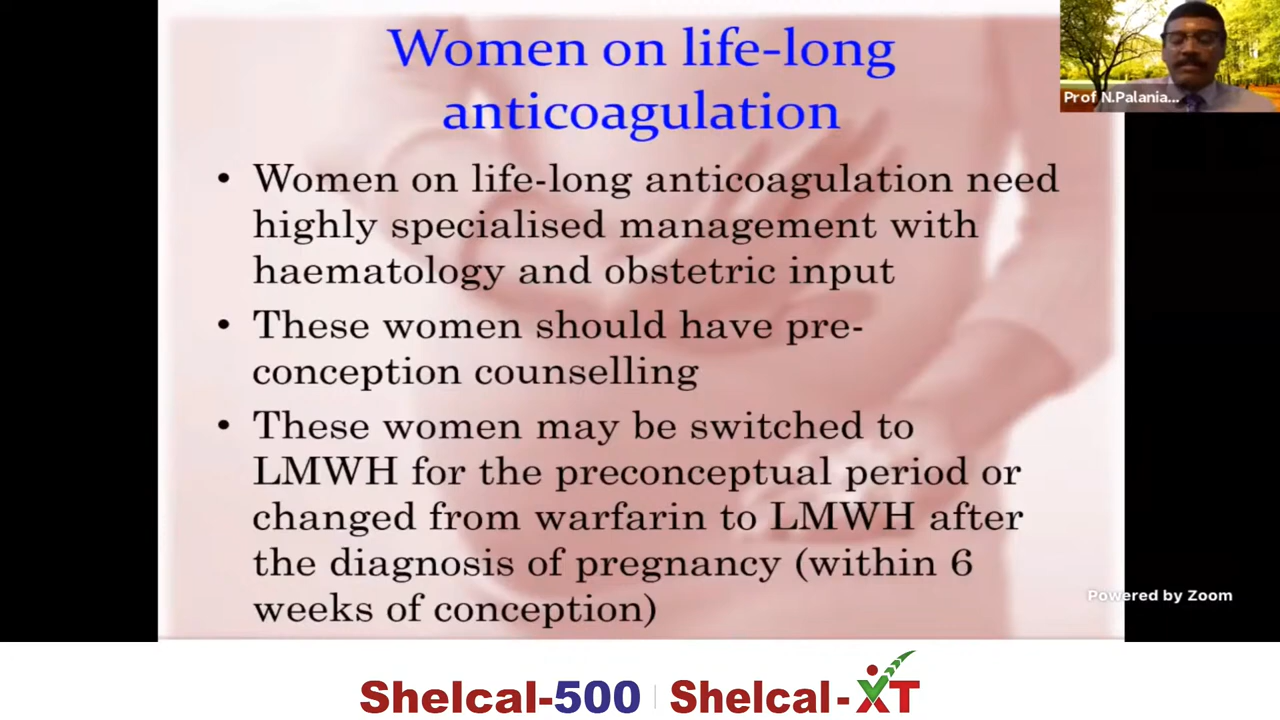 Women on life-long
anticoagulation
Prof N.Palania...
• Women on life-long anticoagulation need
highly specialised management with
haematology and obstetric input
• These women should have pre-
conception counselling
• These women may be switched to
LMWH for the preconceptual period or
changed from warfarin to LMWH after
the diagnosis of pregnancy (within 6
weeks of conception)
Powered by Zoom
Shelcal-500 | Shelcal-XT